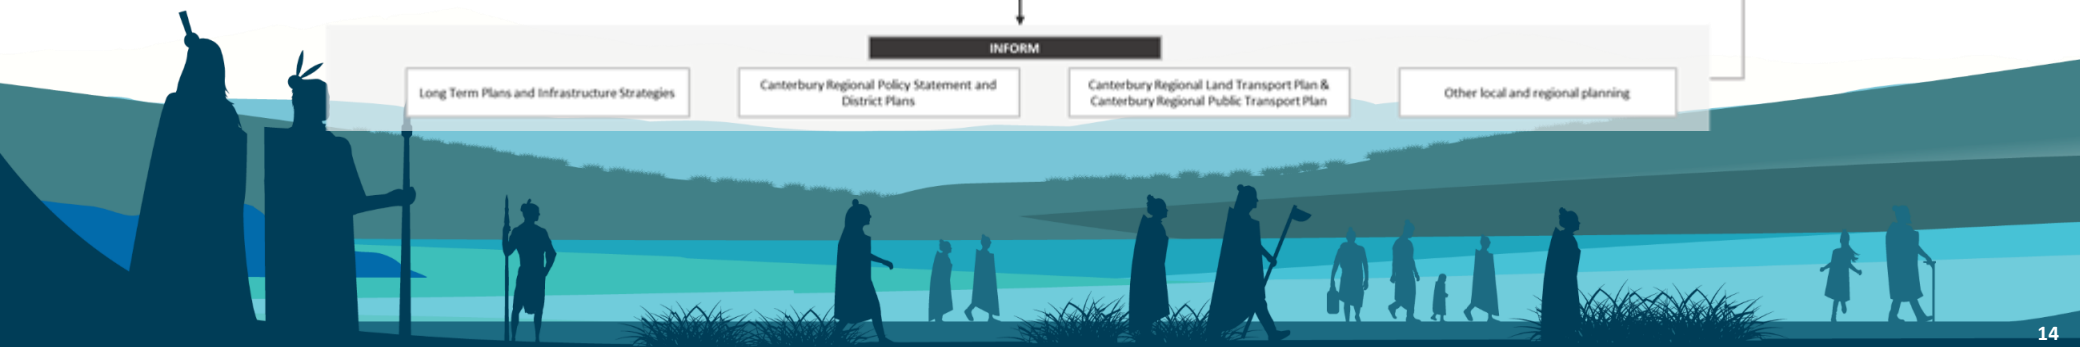 INFORM
Long Term Plans and Infrastructure Strategies
Canterbury Regional Policy Statement and
District Plans
Canterbury Regional Land Transport Plan &
Canterbury Regional Public Transport Plan
Other local and regional planning
14